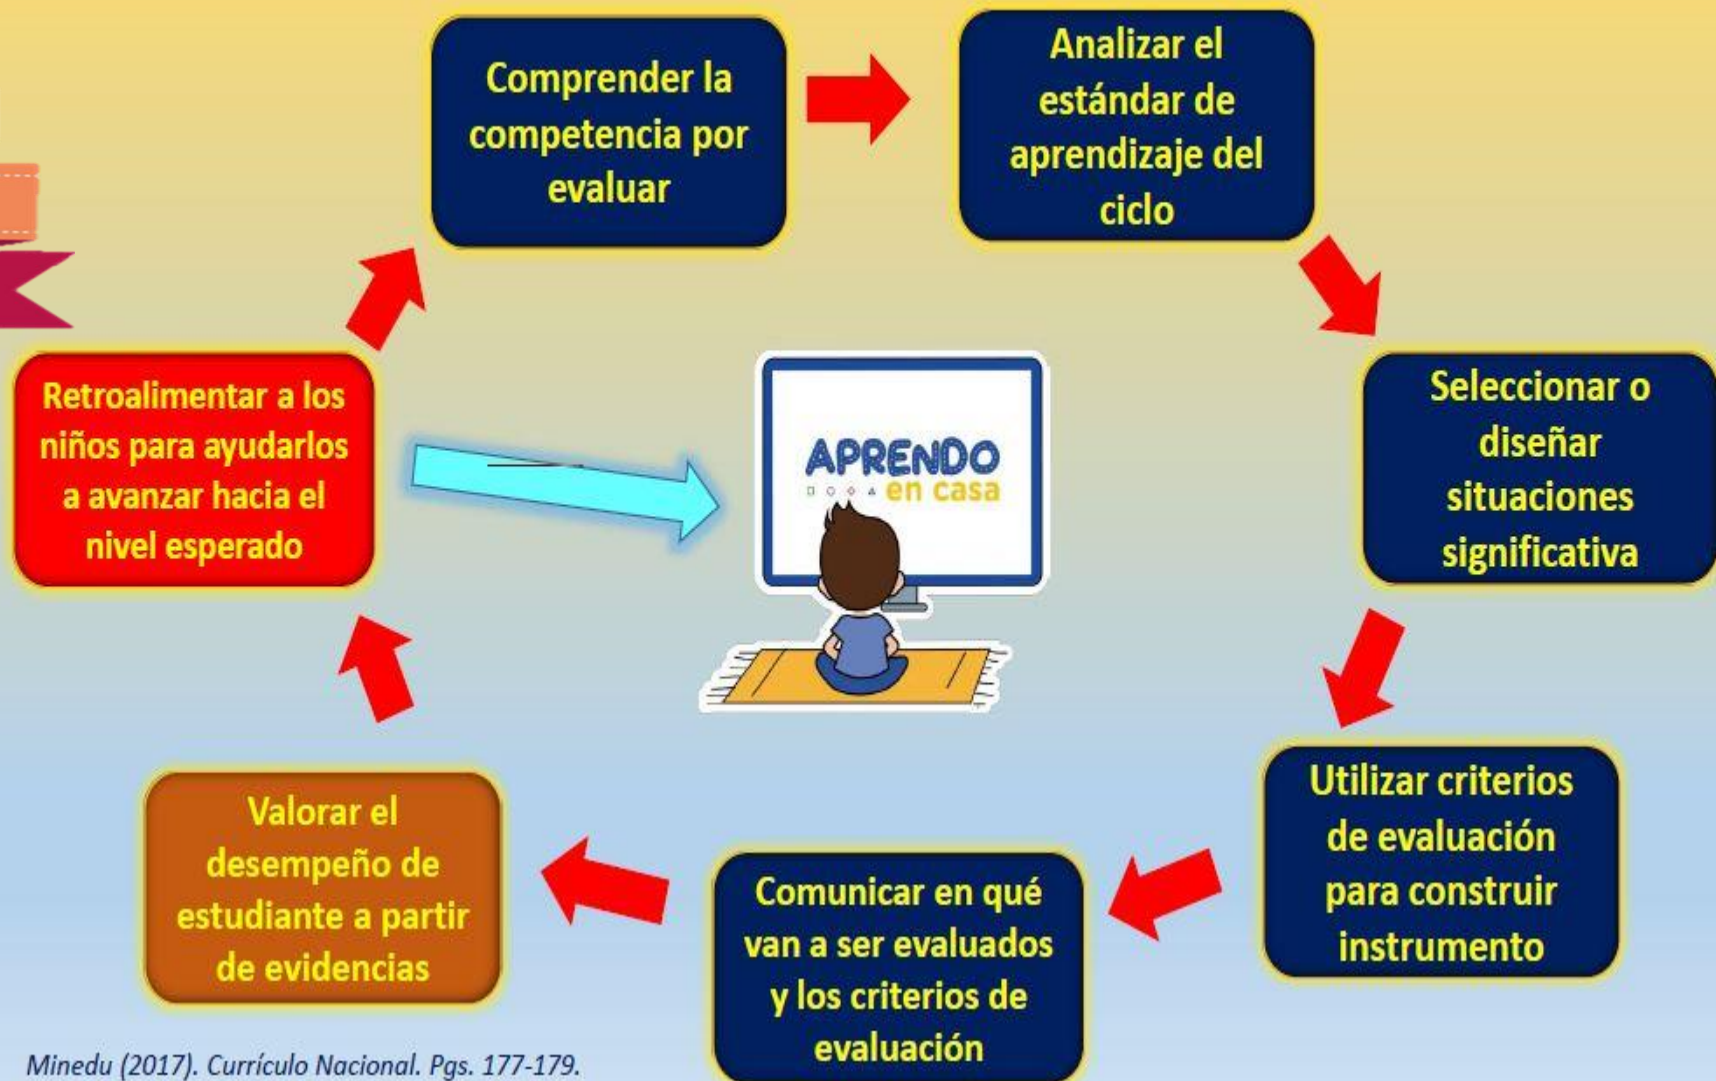 Comprender la
competencia por
evaluar
Analizar el
estándar de
aprendizaje del
ciclo
Seleccionar o
diseñar
situaciones
significativa
Utilizar criterios
de evaluación
para construir
instrumento
Comunicar en qué
van a ser evaluados
y los criterios de
evaluación
Valorar el
desempeño de
estudiante a partir
de evidencias
Retroalimentar a los
niños para ayudarlos
a avanzar hacia el
nivel esperado
APRENDO
en casa
Minedu (2017). Currículo Nacional. Pgs. 177-179.